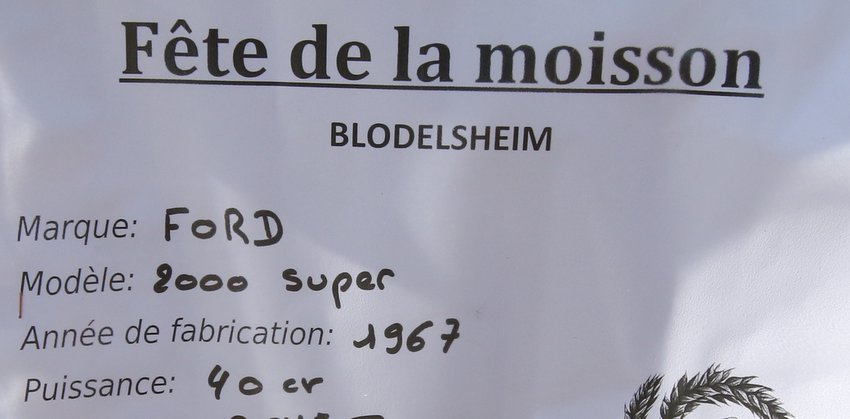 Fête de la moisson
BLODELSHEIM
Marque: FoRD
Modèle: 2000 super
Année de fabrication: 1967
Puissance: 40 cv